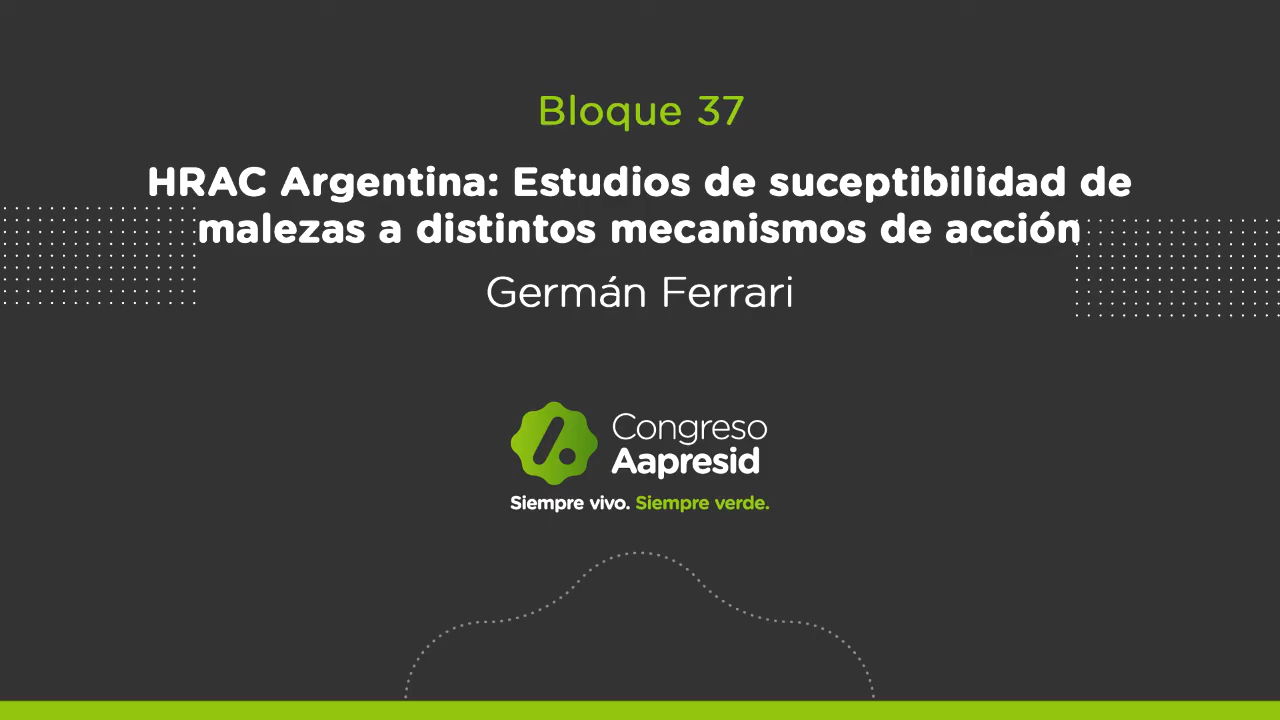 Bloque 37
HRAC Argentina: Estudios de suceptibilidad de
malezas a distintos mecanismos de acción
Germán Ferrari
Congreso
Aapresid
Siempre vivo. Siempre verde.